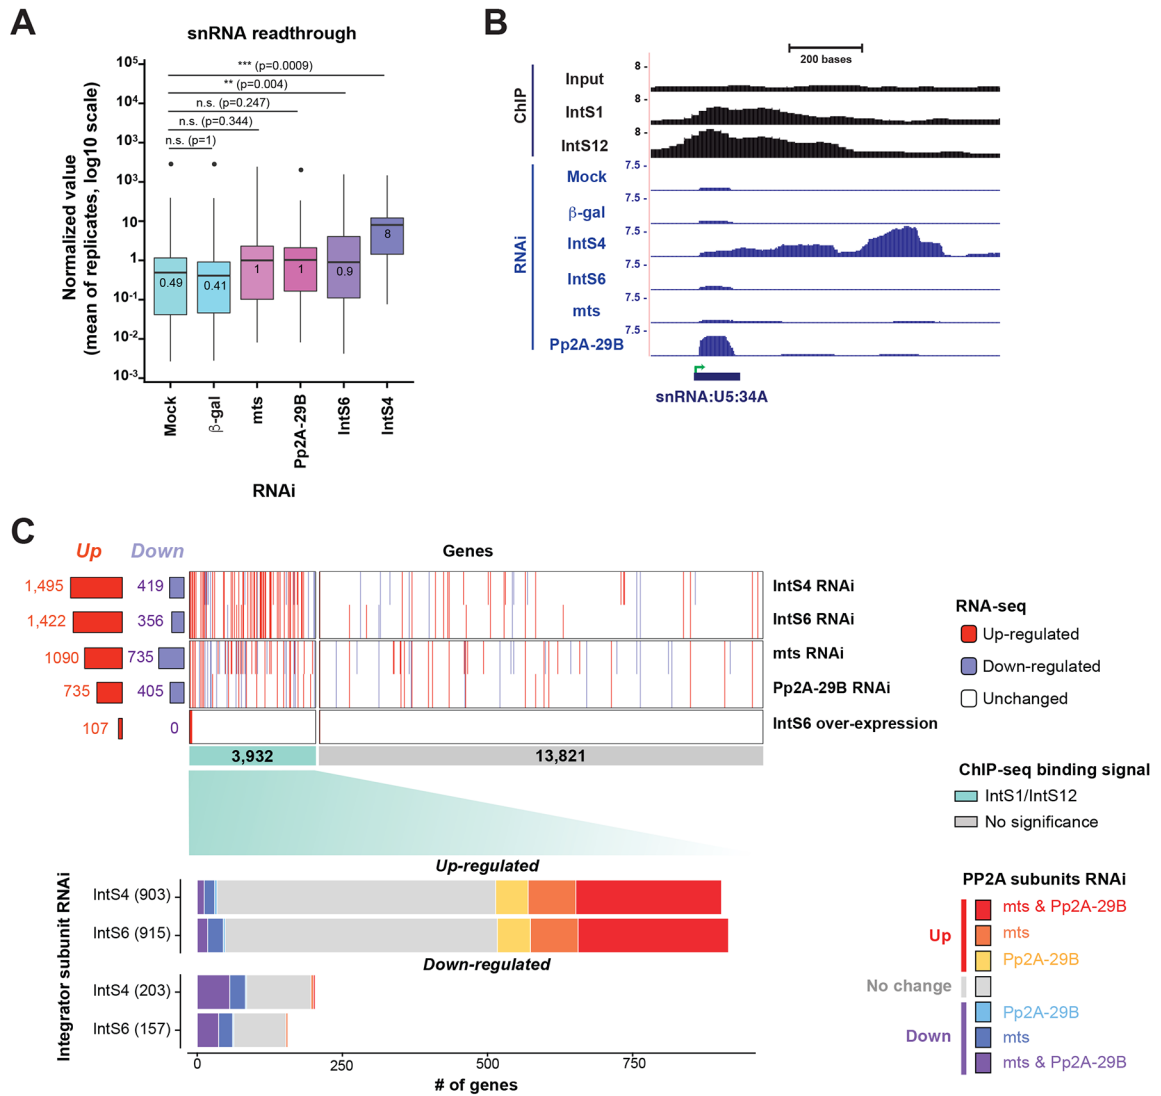 A
snRNA readthrough
Normalized value
(mean of replicates, log10 scale)
10⁵
10⁴
10³
10³
10
1
10⁻¹
10⁻²
10⁻³
*** (p=0.0009)
** (p=0.004)
n.s. (p=0.247)
n.s. (p=0.344)
n.s. (p=1)
0.49
0.41
1
1
0.9
8
Mock
β-gal
mts
Pp2A-29B
IntS6
IntS4
RNAi
B
200 bases
ChIP
Input
8
IntS1
8
IntS12
8
RNAi
Mock
7.5
β-gal
7.5
IntS4
7.5
IntS6
7.5
mts
7.5
Pp2A-29B
7.5
snRNA:U5:34A
C
Up
Down
Genes
1,495
419
IntS4 RNAi
1,422
356
IntS6 RNAi
1090
735
mts RNAi
735
405
Pp2A-29B RNAi
107
0
IntS6 over-expression
3,932
13,821
RNA-seq
Up-regulated
Down-regulated
Unchanged
ChIP-seq binding signal
IntS1/IntS12
No significance
Integrator subunit RNAi
Up-regulated
IntS4 (903)
IntS6 (915)
Down-regulated
IntS4 (203)
IntS6 (157)
0
250
500
750
# of genes
PP2A subunits RNAi
Up
mts & Pp2A-29B
mts
Pp2A-29B
No change
Down
Pp2A-29B
mts
mts & Pp2A-29B